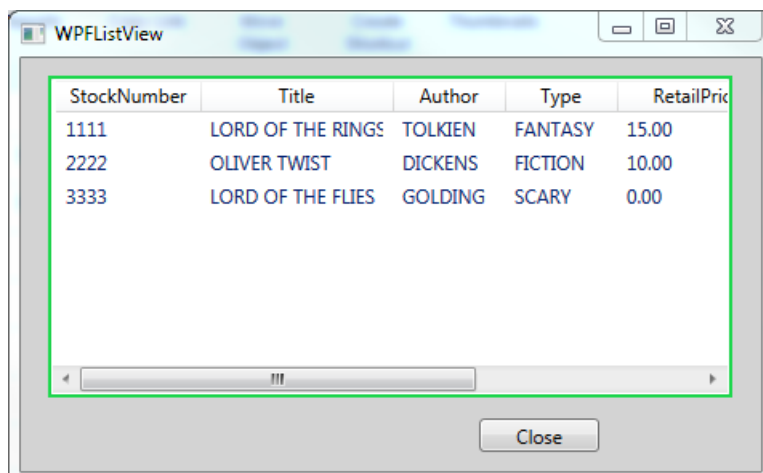 WPFListView
StockNumber Title Author Type RetailPric
1111 LORD OF THE RINGS TOLKIEN FANTASY 15.00
2222 OLIVER TWIST DICKENS FICTION 10.00
3333 LORD OF THE FLIES GOLDING SCARY 0.00
Close